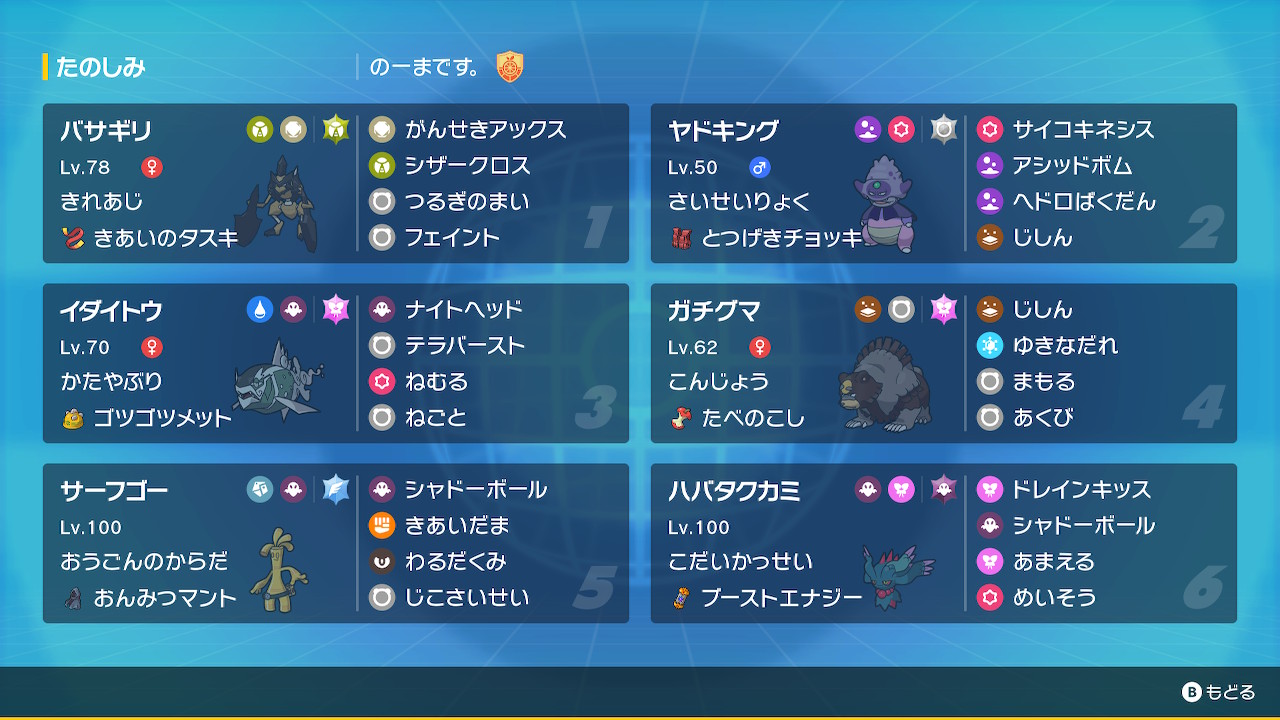 たのしみ
のーまです。
バサギリ
Lv.78
きれあじ
きあいのタスキ
がんせきアックス
シザークロス
つるぎのまい
フェイント
1
ヤドキング
Lv.50
さいせいりょく
とつげきチョッキ
サイコキネシス
アシッドボム
ヘドロばくだん
じしん
2
イダイトウ
Lv.70
かたやぶり
ゴツゴツメット
ナイトヘッド
テラバースト
ねむる
ねごと
3
ガチグマ
Lv.62
こんじょう
たべのこし
じしん
ゆきなだれ
まもる
あくび
4
サーフゴー
Lv.100
おうごんのからだ
おんみつマント
シャドーボール
きあいだま
わるだくみ
じこさいせい
5
ハバタクカミ
Lv.100
こだいかっせい
ブーストエナジー
ドレインキッス
シャドーボール
あまえる
めいそう
6
B もどる